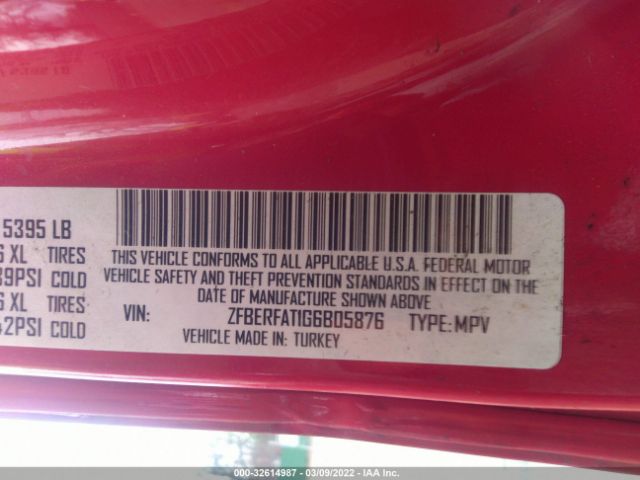 5395 LB
XL TIRES
39PSI COLD
XL TIRES
2PSI COLD
THIS VEHICLE CONFORMS TO ALL APPLICABLE U.S.A. FEDERAL MOTOR
VEHICLE SAFETY AND THEFT PREVENTION STANDARDS IN EFFECT ON THE
DATE OF MANUFACTURE SHOWN ABOVE
VIN: ZFBERFAT1G6B05876 TYPE:MPV
VEHICLE MADE IN: TURKEY
000-32614987 - 03/09/2022 - IAA Inc.